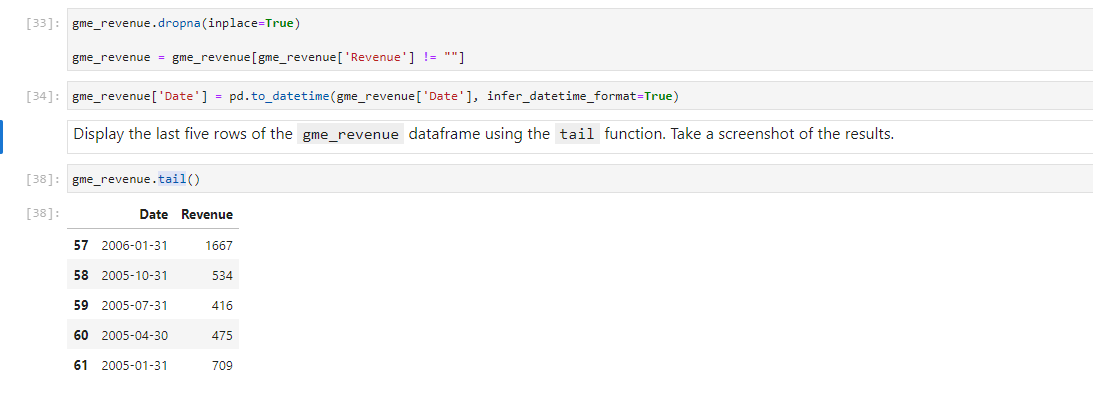 [33]: gme_revenue.dropna(inplace=True)
gme_revenue = gme_revenue[gme_revenue['Revenue'] != ""]
[34]: gme_revenue['Date'] = pd.to_datetime(gme_revenue['Date'], infer_datetime_format=True)
Display the last five rows of the gme_revenue dataframe using the tail function. Take a screenshot of the results.
[38]: gme_revenue.tail()
[38]: Date Revenue
57 2006-01-31 1667
58 2005-10-31 534
59 2005-07-31 416
60 2005-04-30 475
61 2005-01-31 709